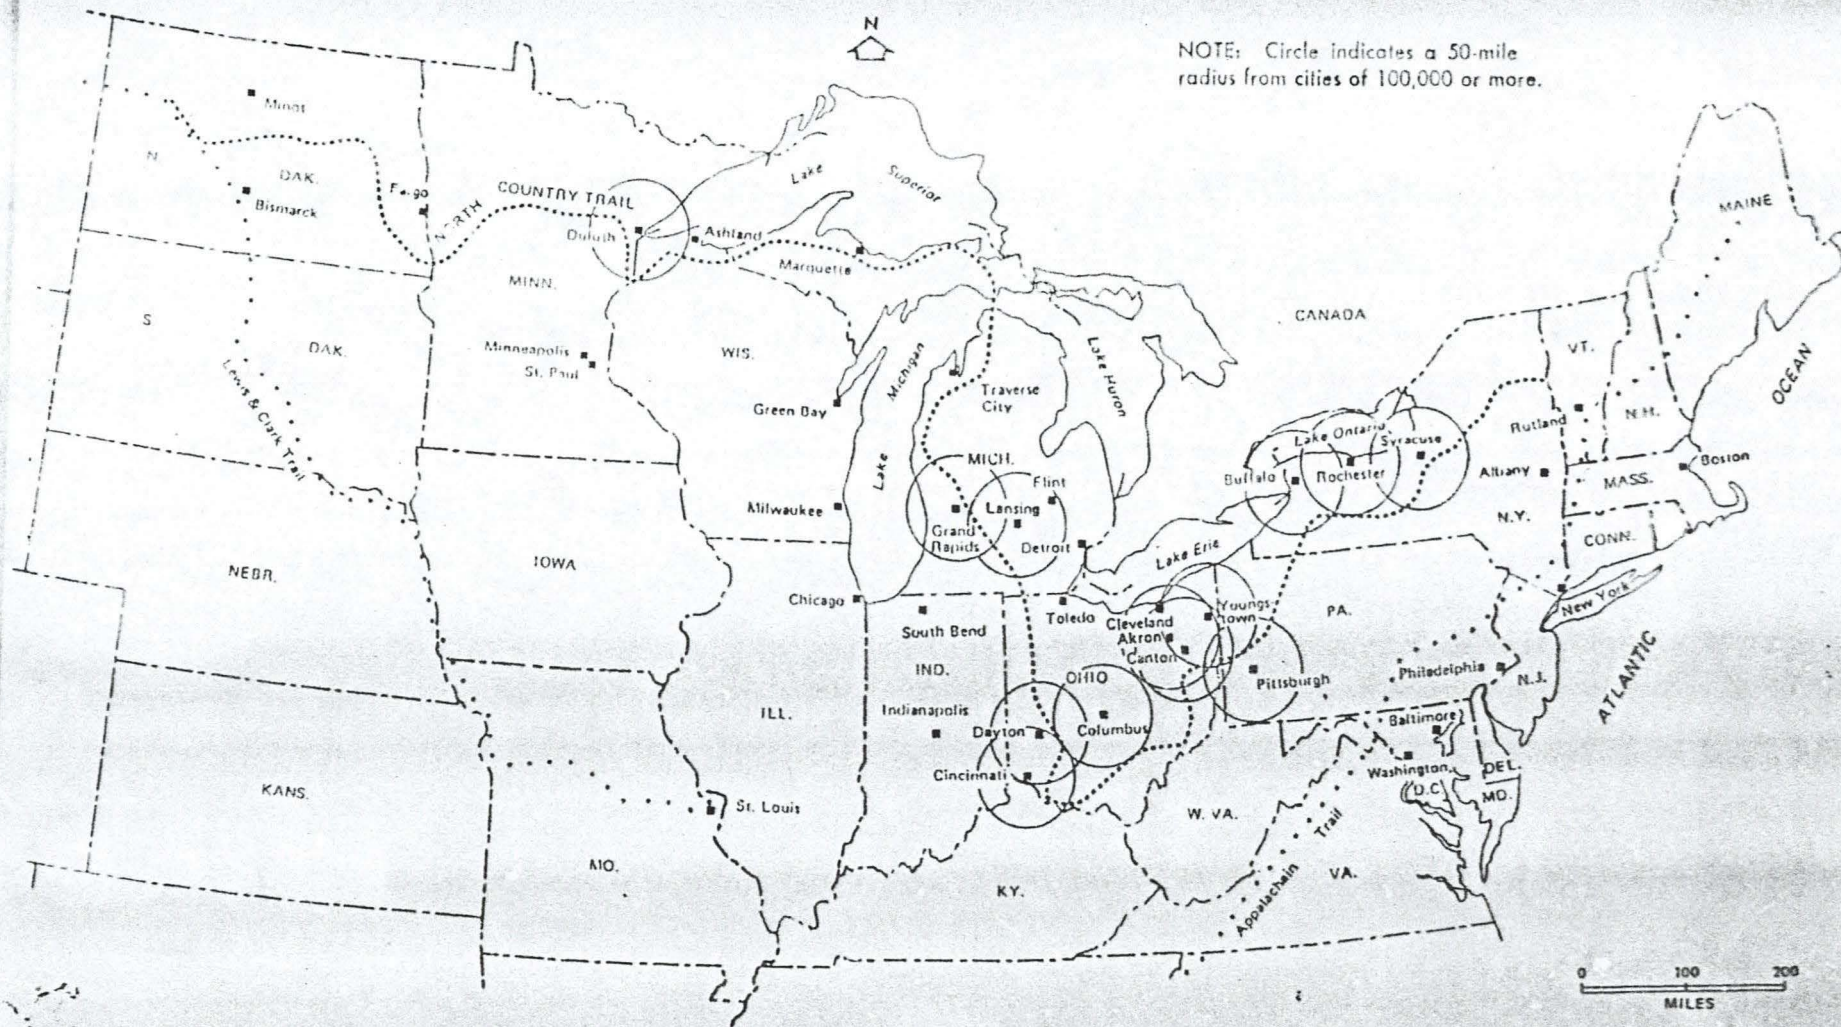 N
NOTE: Circle indicates a 50-mile
radius from cities of 100,000 or more.
Minot
N.
DAK.
Bismarck
Fargo
NORTH
COUNTRY TRAIL
Duluth
Ashland
Marquette
Lake
Superior
MAINE
S.
DAK.
MINN.
Minneapolis
St. Paul
WIS.
Green Bay
Lake
Michigan
Lake Huron
Traverse
City
CANADA
VT.
N.H.
Rutland
OCEAN
Lewis & Clark Trail
Milwaukee
MICH.
Flint
Lansing
Grand
Rapids
Detroit
Lake Ontario
Syracuse
Buffalo
Rochester
Albany
Boston
MASS.
N.Y.
CONN.
Lake Erie
NEBR.
IOWA
Chicago
South Bend
Toledo
Cleveland
Akron
Canton
Youngs-
town
PA.
New York
IND.
OHIO
Pittsburgh
Philadelphia
N.J.
ATLANTIC
ILL.
Indianapolis
Dayton
Columbus
Baltimore
Cincinnati
Washington,
D.C.
DEL.
MD.
KANS.
St. Louis
W. VA.
MO.
KY.
Appalachain
Trail
VA.
0 100 200
MILES